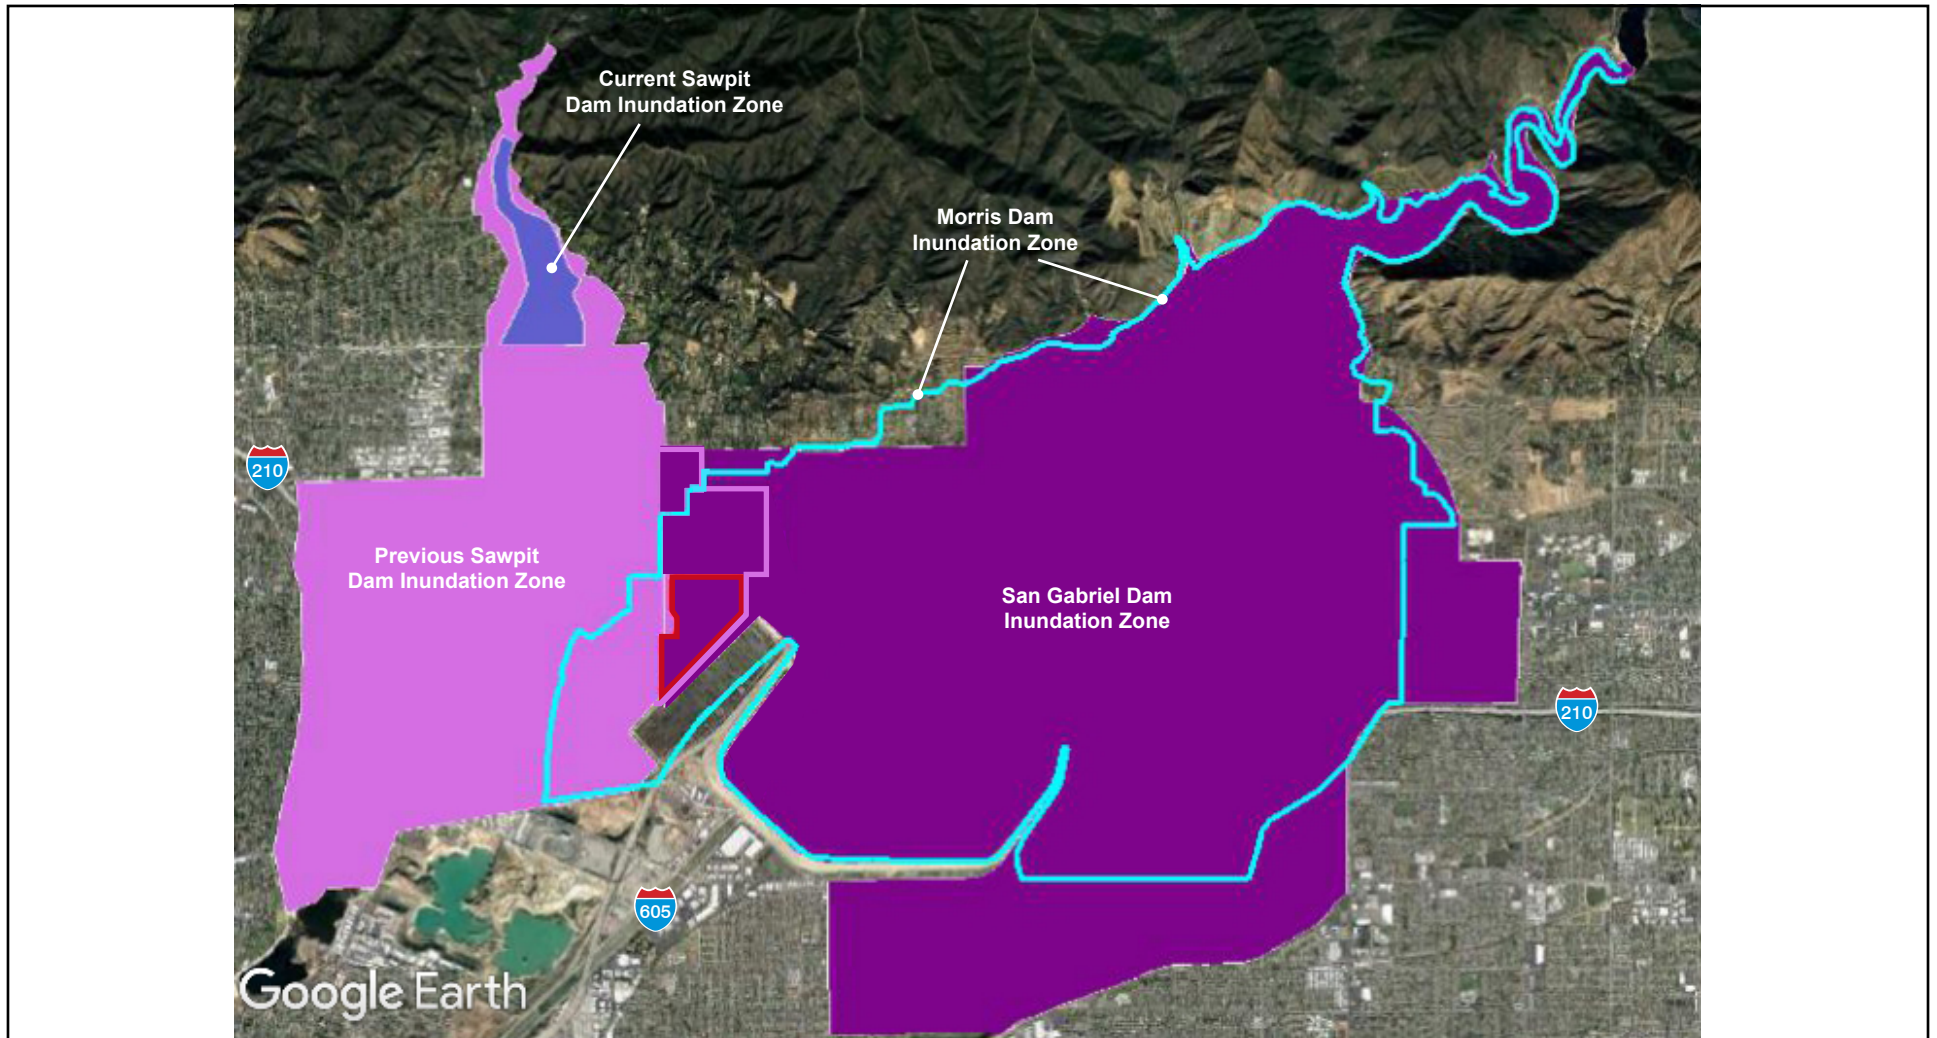 Current Sawpit
Dam Inundation Zone
Morris Dam
Inundation Zone
210
Previous Sawpit
Dam Inundation Zone
San Gabriel Dam
Inundation Zone
210
605
Google Earth